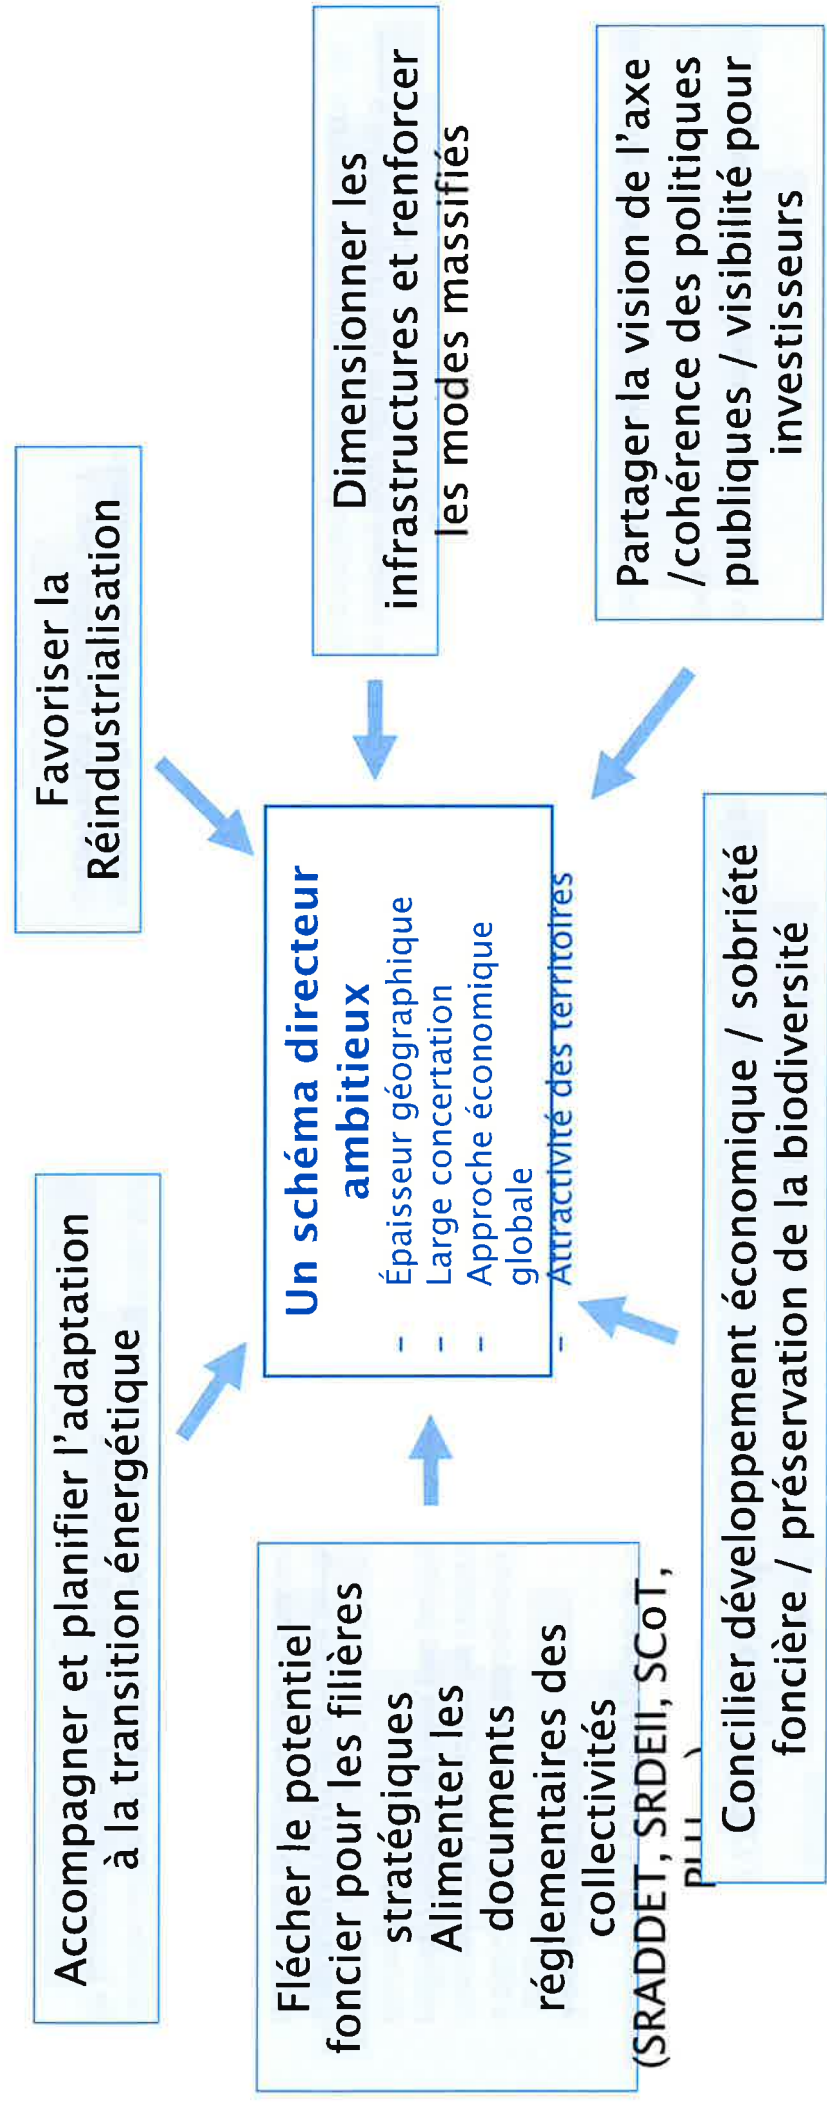 Accompagner et planifier l'adaptation
à la transition énergétique
Favoriser la
Réindustrialisation
Flécher le potentiel
foncier pour les filières
stratégiques
Alimenter les
documents
réglementaires des
collectivités
(SRADDET, SRDEII, SCoT,
Un schéma directeur
ambitieux
- Épaisseur géographique
- Large concertation
- Approche économique
globale
- Attractivité des territoires
Dimensionner les
infrastructures et renforcer
les modes massifiés
Concilier développement économique / sobriété
foncière / préservation de la biodiversité
Partager la vision de l'axe
/cohérence des politiques
publiques / visibilité pour
investisseurs